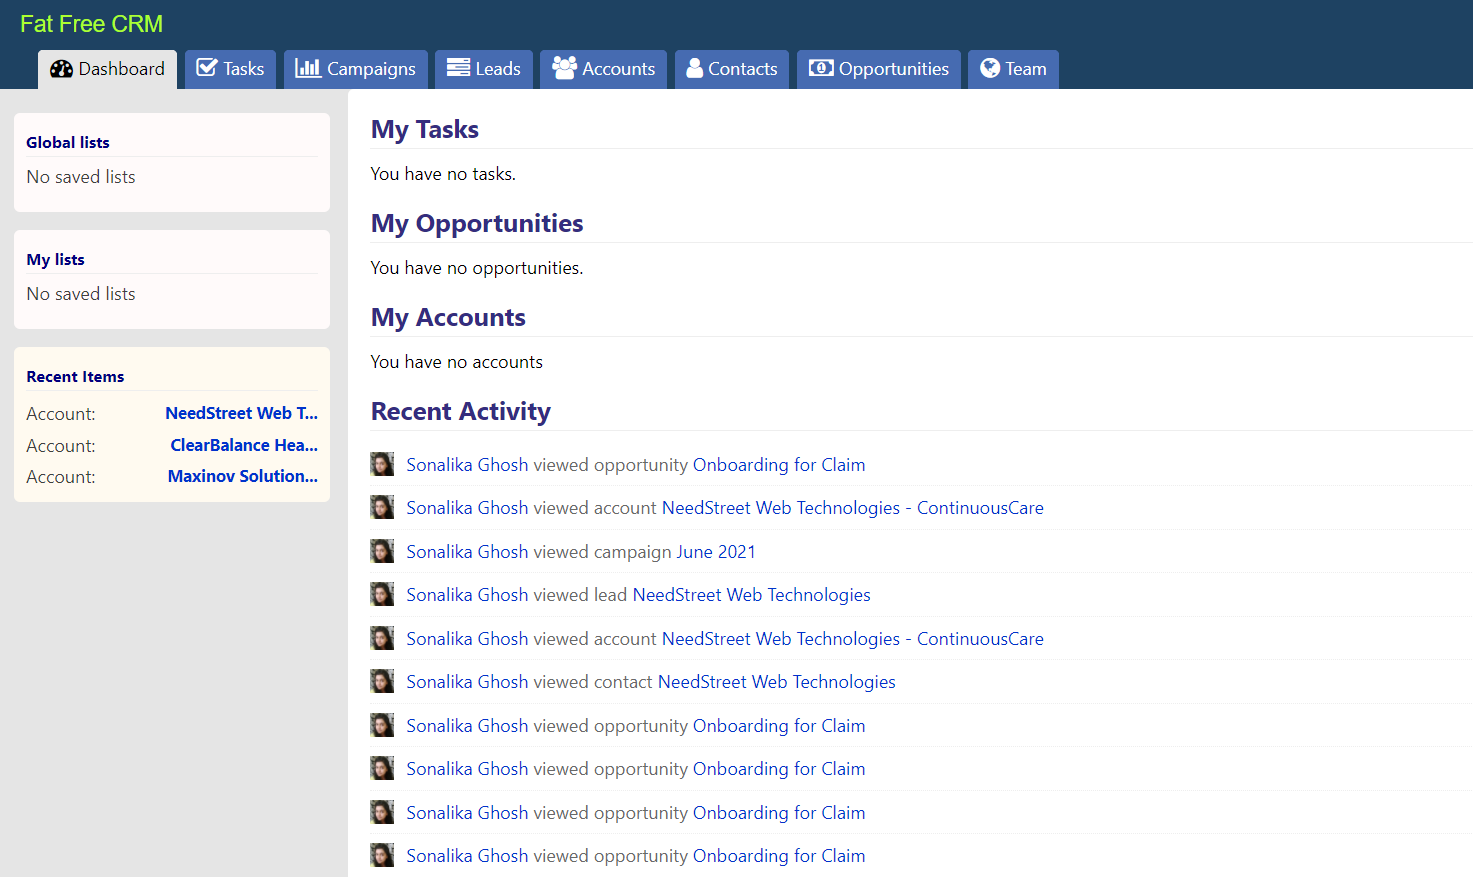 Fat Free CRM
Dashboard Tasks Campaigns Leads Accounts Contacts Opportunities Team
Global lists
No saved lists
My lists
No saved lists
Recent Items
Account: NeedStreet Web T...
Account: ClearBalance Hea...
Account: Maxinov Solution...
My Tasks
You have no tasks.
My Opportunities
You have no opportunities.
My Accounts
You have no accounts
Recent Activity
Sonalika Ghosh viewed opportunity Onboarding for Claim
Sonalika Ghosh viewed account NeedStreet Web Technologies - ContinuousCare
Sonalika Ghosh viewed campaign June 2021
Sonalika Ghosh viewed lead NeedStreet Web Technologies
Sonalika Ghosh viewed account NeedStreet Web Technologies - ContinuousCare
Sonalika Ghosh viewed contact NeedStreet Web Technologies
Sonalika Ghosh viewed opportunity Onboarding for Claim
Sonalika Ghosh viewed opportunity Onboarding for Claim
Sonalika Ghosh viewed opportunity Onboarding for Claim
Sonalika Ghosh viewed opportunity Onboarding for Claim